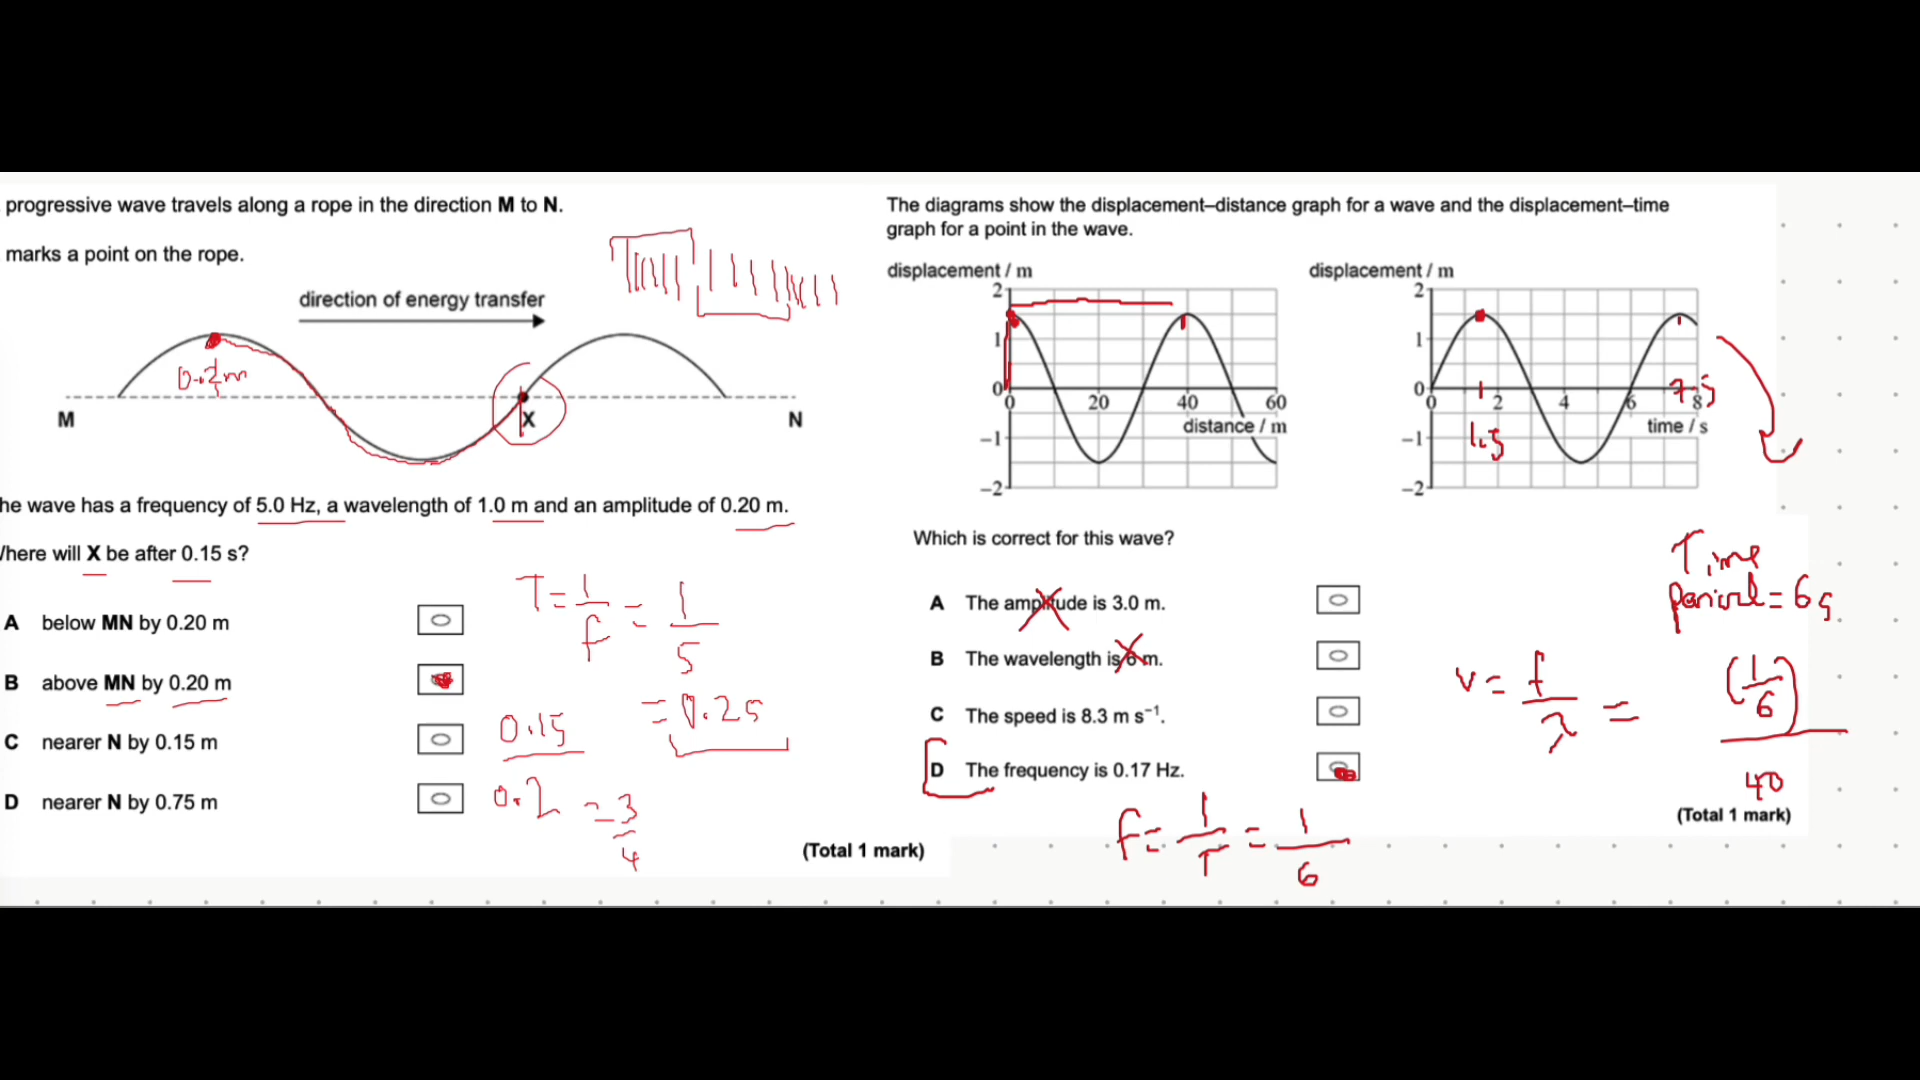 progressive wave travels along a rope in the direction M to N.
marks a point on the rope.
direction of energy transfer
0.2m
M
X
N
he wave has a frequency of 5.0 Hz, a wavelength of 1.0 m and an amplitude of 0.20 m.
here will X be after 0.15 s?
A below MN by 0.20 m
B above MN by 0.20 m
C nearer N by 0.15 m
D nearer N by 0.75 m
T = 1/f = 1/5
= 0.2s
0.15/0.2 = 3/4
(Total 1 mark)
The diagrams show the displacement–distance graph for a wave and the displacement–time
graph for a point in the wave.
displacement / m
2
1
0
−1
−2
0 20 40 60
distance / m
displacement / m
2
1
0
−1
−2
0 2 4 6 8
time / s
1.5
7.5
Which is correct for this wave?
A The amplitude is 3.0 m.
B The wavelength is 6 m.
C The speed is 8.3 m s⁻¹.
D The frequency is 0.17 Hz.
Time
period = 6s
v = f/λ = (1/6)/40
f = 1/T = 1/6
(Total 1 mark)